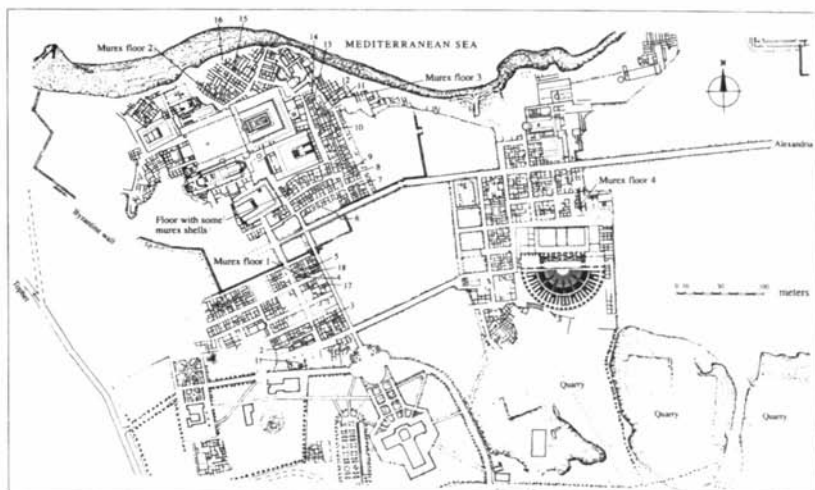 16
15
14
13
Murex floor 2
MEDITERRANEAN SEA
Murex floor 3
12
11
N
10
Alexandria
9
8
7
Murex floor 4
Floor with some
murex shells
6
Byzantine wall
Murex floor 1
5
18
4
17
meters
3
2
1
Quarry
Quarry
Quarry